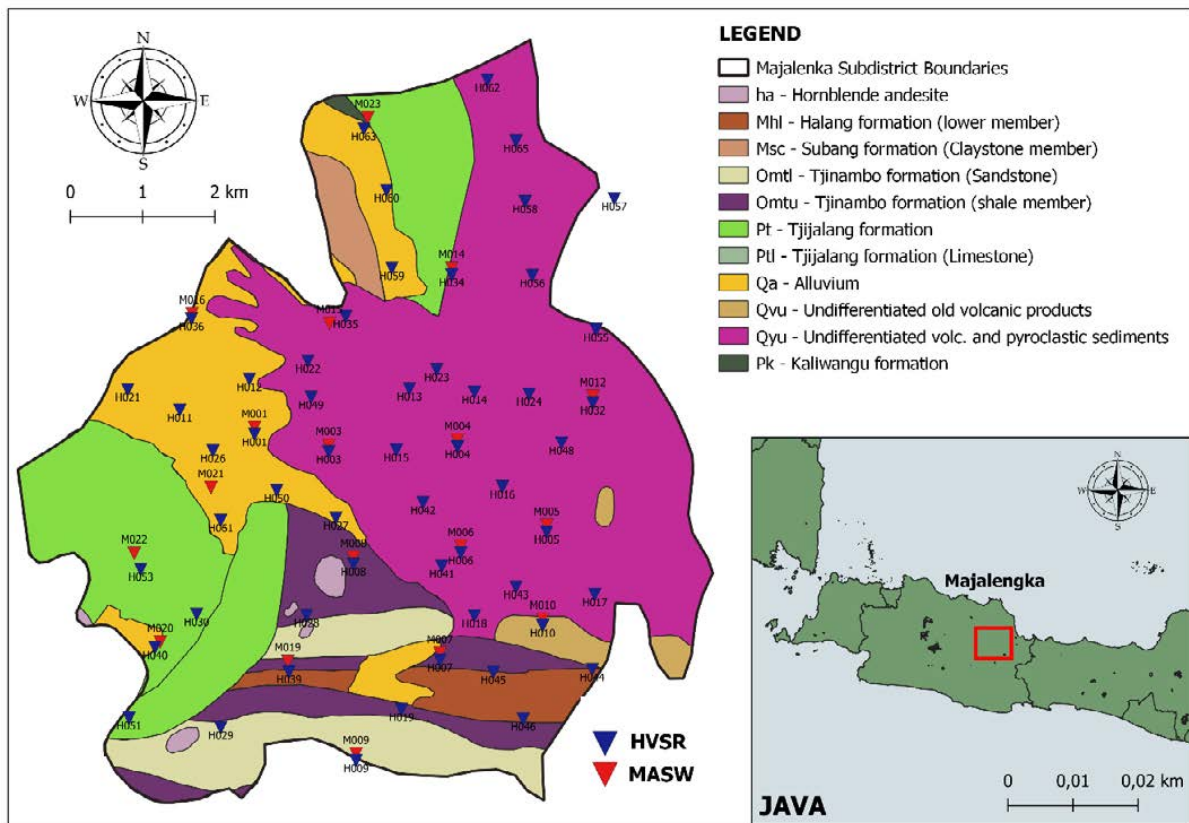 N
W
E
S
0 1 2 km
LEGEND
Majalenka Subdistrict Boundaries
ha - Hornblende andesite
Mhl - Halang formation (lower member)
Msc - Subang formation (Claystone member)
Omtl - Tjinambo formation (Sandstone)
Omtu - Tjinambo formation (shale member)
Pt - Tjijalang formation
Ptl - Tjijalang formation (Limestone)
Qa - Alluvium
Qvu - Undifferentiated old volcanic products
Qyu - Undifferentiated volc. and pyroclastic sediments
Pk - Kaliwangu formation
H062
M023
H063
H065
H060
H058
H057
M014
H034
H059
H056
M016
H036
H035
H055
H022
H023
H012
H021
H049
H013
H014
H024
M012
H032
H011
M001
H001
M003
H003
M004
H004
H026
H015
H048
M021
H050
H016
H042
H061
H027
M005
H005
M006
H006
M022
H053
H008
H041
H043
H017
H030
H028
H018
M010
H010
M020
H040
M019
H039
M007
H007
H045
H044
H051
H029
H019
H046
M009
H009
HVSR
MASW
N
W
E
S
Majalengka
0 0,01 0,02 km
JAVA